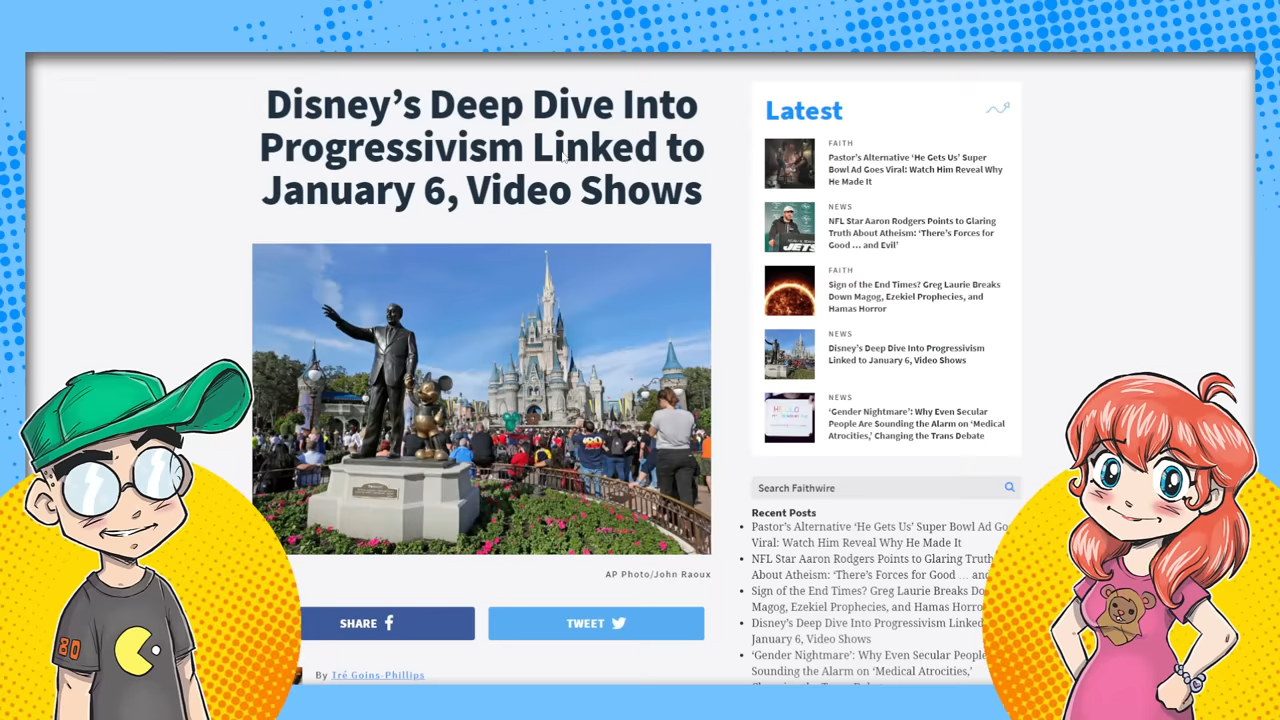 Disney’s Deep Dive Into
Progressivism Linked to
January 6, Video Shows
AP Photo/John Raoux
SHARE
TWEET
By Tré Goins-Phillips
Latest
FAITH
Pastor’s Alternative ‘He Gets Us’ Super
Bowl Ad Goes Viral: Watch Him Reveal Why
He Made It
NEWS
NFL Star Aaron Rodgers Points to Glaring
Truth About Atheism: ‘There’s Forces for
Good … and Evil’
JETS
FAITH
Sign of the End Times? Greg Laurie Breaks
Down Magog, Ezekiel Prophecies, and
Hamas Horror
NEWS
Disney’s Deep Dive Into Progressivism
Linked to January 6, Video Shows
NEWS
‘Gender Nightmare’: Why Even Secular
People Are Sounding the Alarm on ‘Medical
Atrocities,’ Changing the Trans Debate
HELLO
Search Faithwire
Recent Posts
Pastor’s Alternative ‘He Gets Us’ Super Bowl Ad Go
Viral: Watch Him Reveal Why He Made It
NFL Star Aaron Rodgers Points to Glaring Truth
About Atheism: ‘There’s Forces for Good … and
Sign of the End Times? Greg Laurie Breaks Do
Magog, Ezekiel Prophecies, and Hamas Horro
Disney’s Deep Dive Into Progressivism Linked
January 6, Video Shows
‘Gender Nightmare’: Why Even Secular People
Sounding the Alarm on ‘Medical Atrocities,’
80